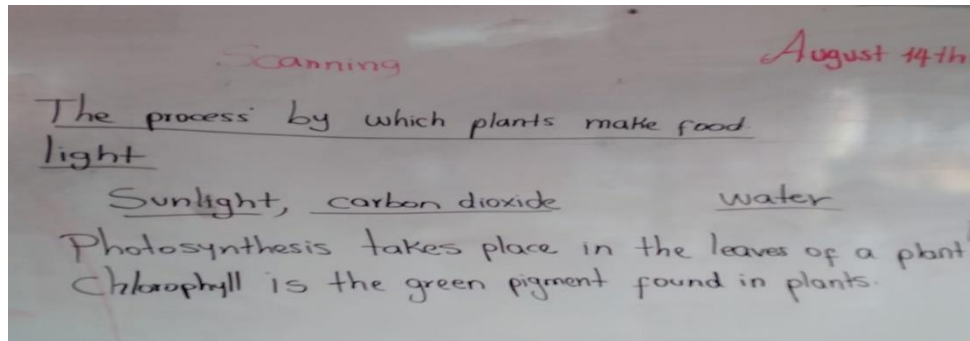 Scanning August 14th
The process by which plants make food.
light
Sunlight, carbon dioxide water
Photosynthesis takes place in the leaves of a plant
Chlorophyll is the green pigment found in plants.